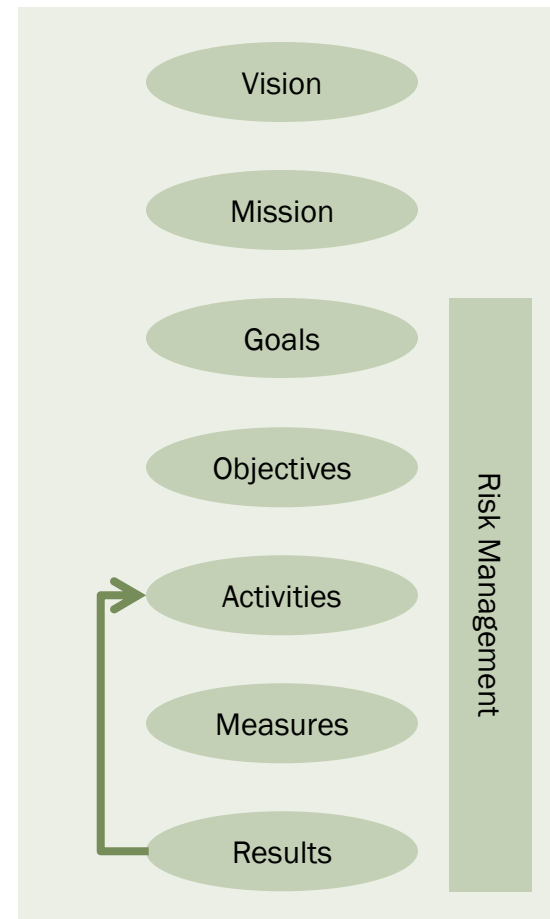 Vision
Mission
Goals
Objectives
Activities
Measures
Results
Risk Management